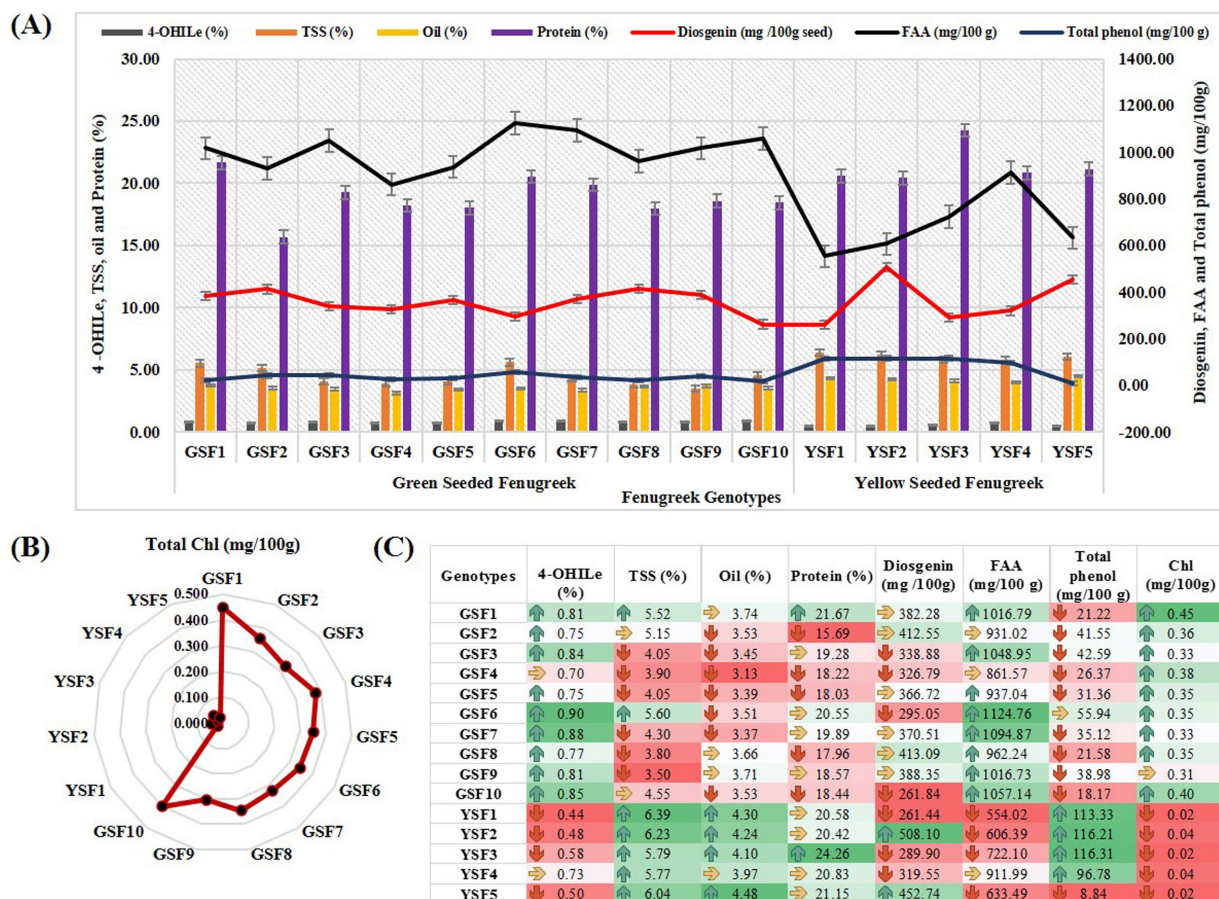 (A)
4-OHILe (%) TSS (%) Oil (%) Protein (%) Diosgenin (mg /100g seed) FAA (mg/100 g) Total phenol (mg/100 g)
4 -OHILe, TSS, oil and Protein (%)
30.00
25.00
20.00
15.00
10.00
5.00
0.00
1400.00
1200.00
1000.00
800.00
600.00
400.00
200.00
0.00
-200.00
Diosgenin, FAA and Total phenol (mg/100g)
GSF1 GSF2 GSF3 GSF4 GSF5 GSF6 GSF7 GSF8 GSF9 GSF10 YSF1 YSF2 YSF3 YSF4 YSF5
Green Seeded Fenugreek Yellow Seeded Fenugreek
Fenugreek Genotypes
(B)
Total Chl (mg/100g)
GSF1
GSF2
GSF3
GSF4
GSF5
GSF6
GSF7
GSF8
GSF9
GSF10
YSF1
YSF2
YSF3
YSF4
YSF5
0.500
0.400
0.300
0.200
0.100
0.000
(C)
Genotypes 4-OHILe (%) TSS (%) Oil (%) Protein (%) Diosgenin (mg /100g) FAA (mg/100 g) Total phenol (mg/100 g) Chl (mg/100g)
GSF1 0.81 5.52 3.74 21.67 382.28 1016.79 21.22 0.45
GSF2 0.75 5.15 3.53 15.69 412.55 931.02 41.55 0.36
GSF3 0.84 4.05 3.45 19.28 338.88 1048.95 42.59 0.33
GSF4 0.70 3.90 3.13 18.22 326.79 861.57 26.37 0.38
GSF5 0.75 4.05 3.39 18.03 366.72 937.04 31.36 0.35
GSF6 0.90 5.60 3.51 20.55 295.05 1124.76 55.94 0.35
GSF7 0.88 4.30 3.37 19.89 370.51 1094.87 35.12 0.33
GSF8 0.77 3.80 3.66 17.96 413.09 962.24 21.58 0.35
GSF9 0.81 3.50 3.71 18.57 388.35 1016.73 38.98 0.31
GSF10 0.85 4.55 3.53 18.44 261.84 1057.14 18.17 0.40
YSF1 0.44 6.39 4.30 20.58 261.44 554.02 113.33 0.02
YSF2 0.48 6.23 4.24 20.42 508.10 606.39 116.21 0.04
YSF3 0.58 5.79 4.10 24.26 289.90 722.10 116.31 0.02
YSF4 0.73 5.77 3.97 20.83 319.55 911.99 96.78 0.04
YSF5 0.50 6.04 4.48 21.15 452.74 633.49 8.84 0.02